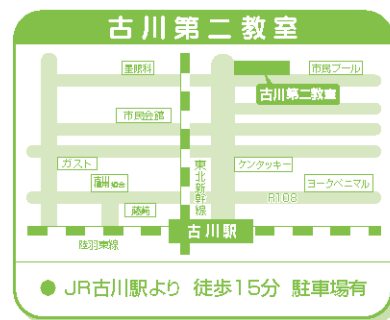 古川第二教室
星眼科
市民プール
古川第二教室
市民会館
ガスト
東北新幹線
ケンタッキー
ヨークベニマル
R108
藤崎
古川駅
陸羽東線
● JR古川駅より 徒歩15分 駐車場有